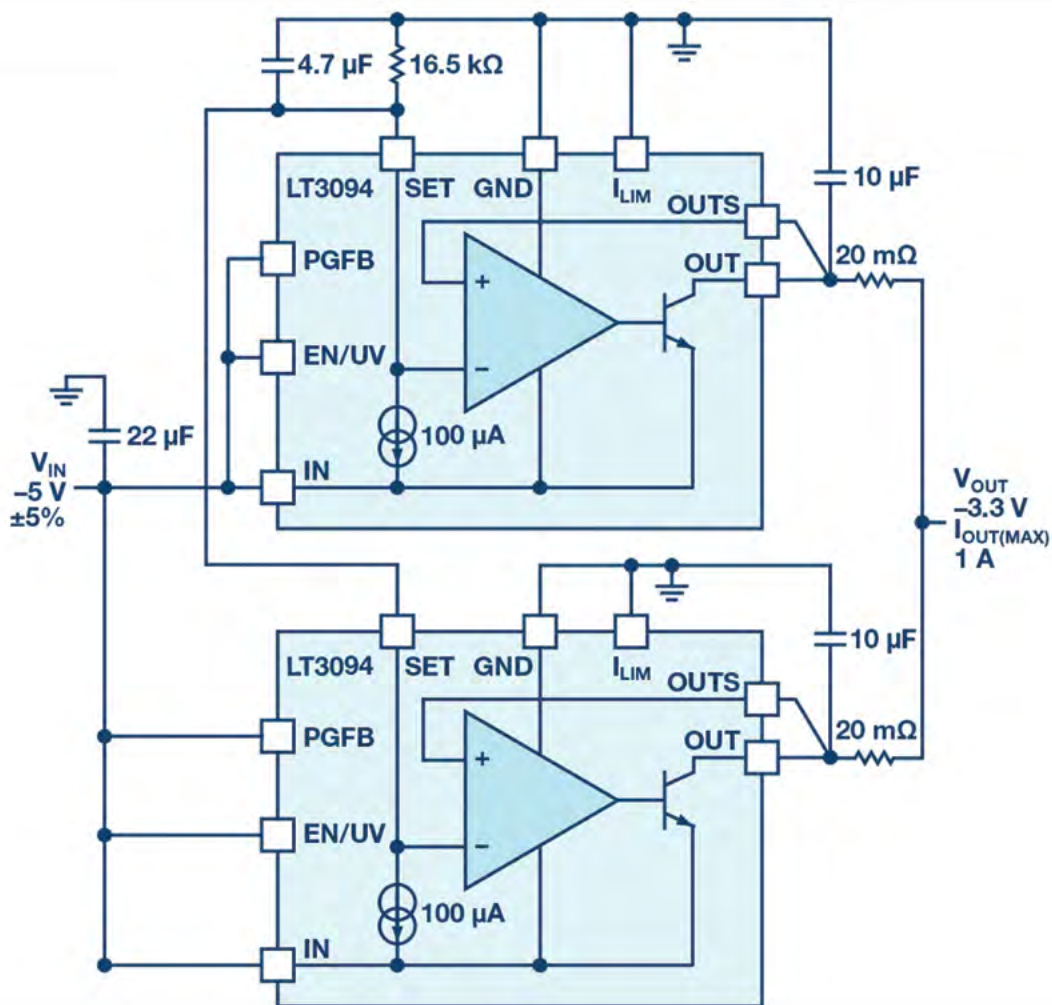 4.7 µF
16.5 kΩ
10 µF
LT3094
SET
GND
ILIM
OUTS
20 mΩ
PGFB
OUT
+
EN/UV
−
22 µF
100 µA
VIN
−5 V
±5%
IN
VOUT
−3.3 V
IOUT(MAX)
1 A
10 µF
LT3094
SET
GND
ILIM
OUTS
20 mΩ
PGFB
OUT
+
EN/UV
−
100 µA
IN